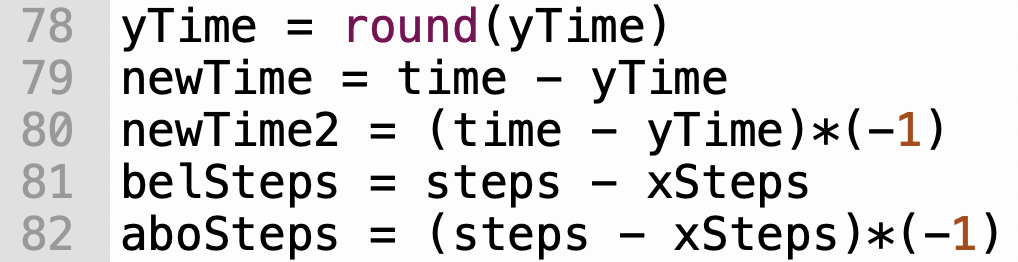 78 yTime = round(yTime)
79 newTime = time - yTime
80 newTime2 = (time - yTime)*(-1)
81 belSteps = steps - xSteps
82 aboSteps = (steps - xSteps)*(-1)